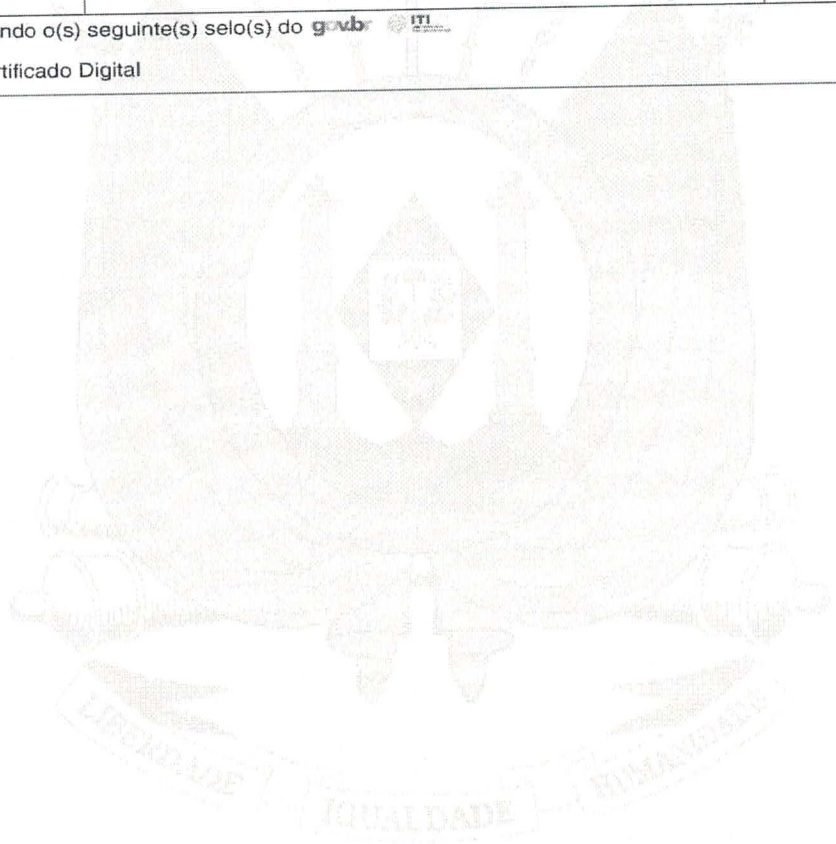 ndo o(s) seguinte(s) selo(s) do gov.br ITI
rtificado Digital
LIBERDADE
IGUALDADE
HUMANIDADE